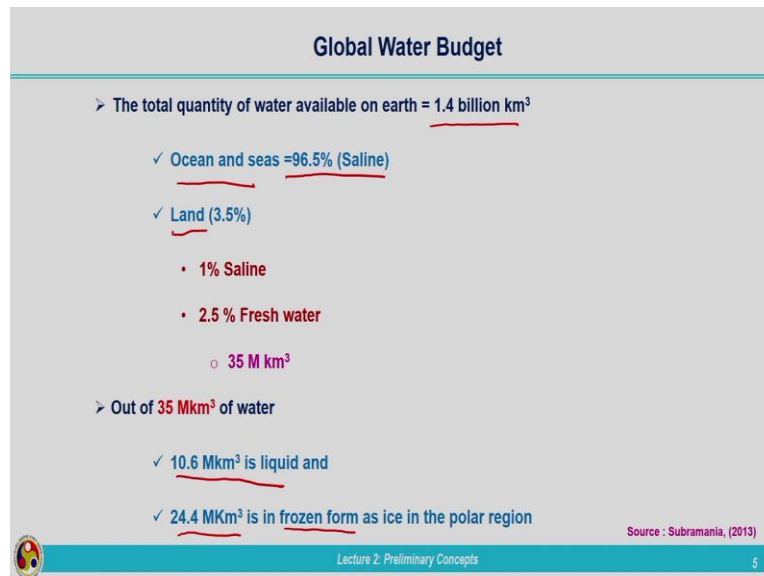 Global Water Budget
➢ The total quantity of water available on earth = 1.4 billion km³
✓ Ocean and seas =96.5% (Saline)
✓ Land (3.5%)
• 1% Saline
• 2.5 % Fresh water
o 35 M km³
➢ Out of 35 Mkm³ of water
✓ 10.6 Mkm³ is liquid and
✓ 24.4 MKm³ is in frozen form as ice in the polar region
Source : Subramania, (2013)
Lecture 2: Preliminary Concepts
5